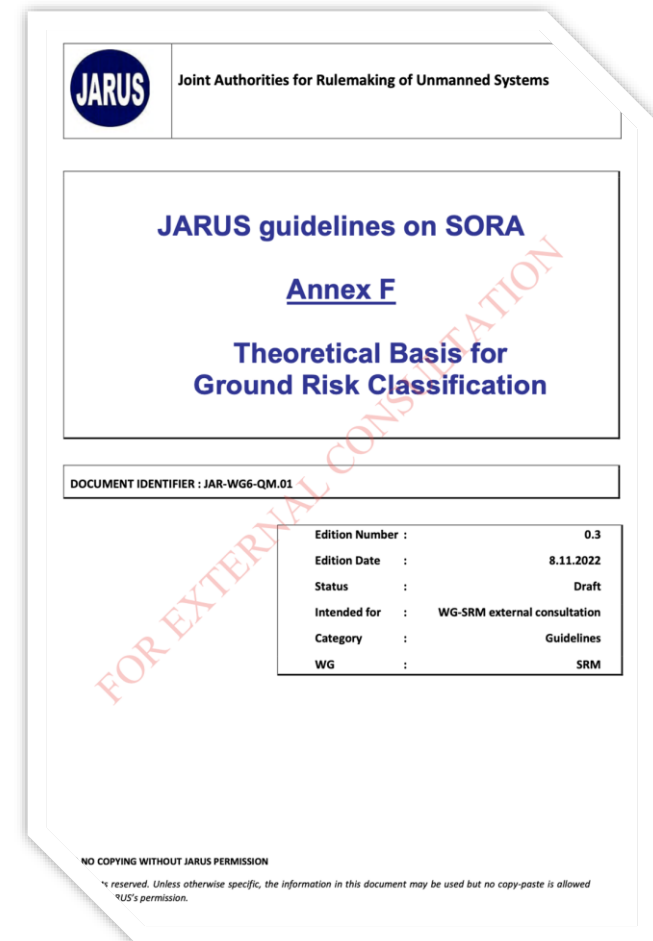 JARUS
Joint Authorities for Rulemaking of Unmanned Systems
JARUS guidelines on SORA
Annex F
Theoretical Basis for
Ground Risk Classification
FOR EXTERNAL CONSULTATION
DOCUMENT IDENTIFIER : JAR-WG6-QM.01
Edition Number : 0.3
Edition Date : 8.11.2022
Status : Draft
Intended for : WG-SRM external consultation
Category : Guidelines
WG : SRM
NO COPYING WITHOUT JARUS PERMISSION
reserved. Unless otherwise specific, the information in this document may be used but no copy-paste is allowed
permission.